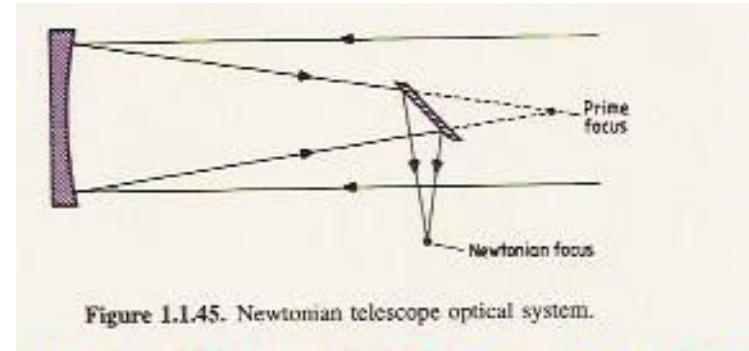 Prime
focus
Newtonian focus
Figure 1.1.45. Newtonian telescope optical system.